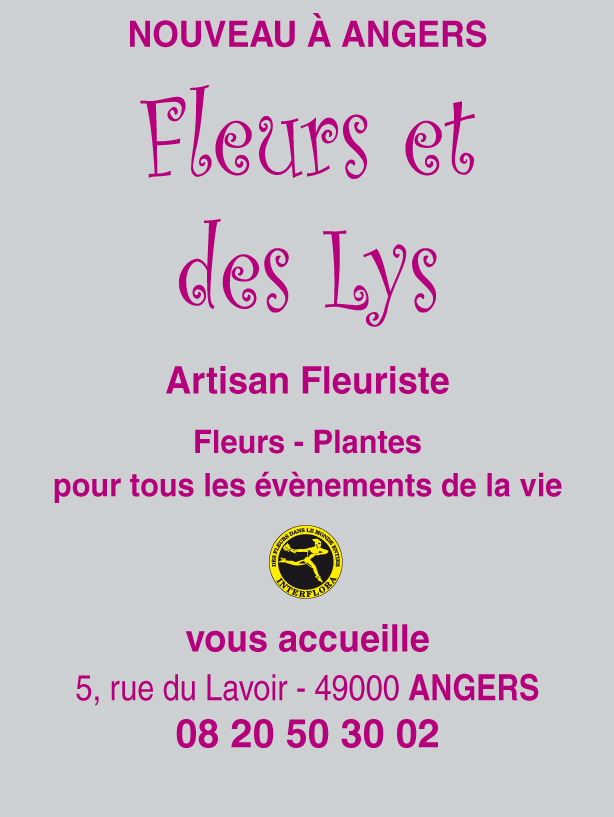 NOUVEAU À ANGERS
Fleurs et
des Lys
Artisan Fleuriste
Fleurs - Plantes
pour tous les évènements de la vie
DES FLEURS DANS LE MONDE ENTIER
INTERFLORA
vous accueille
5, rue du Lavoir - 49000 ANGERS
08 20 50 30 02